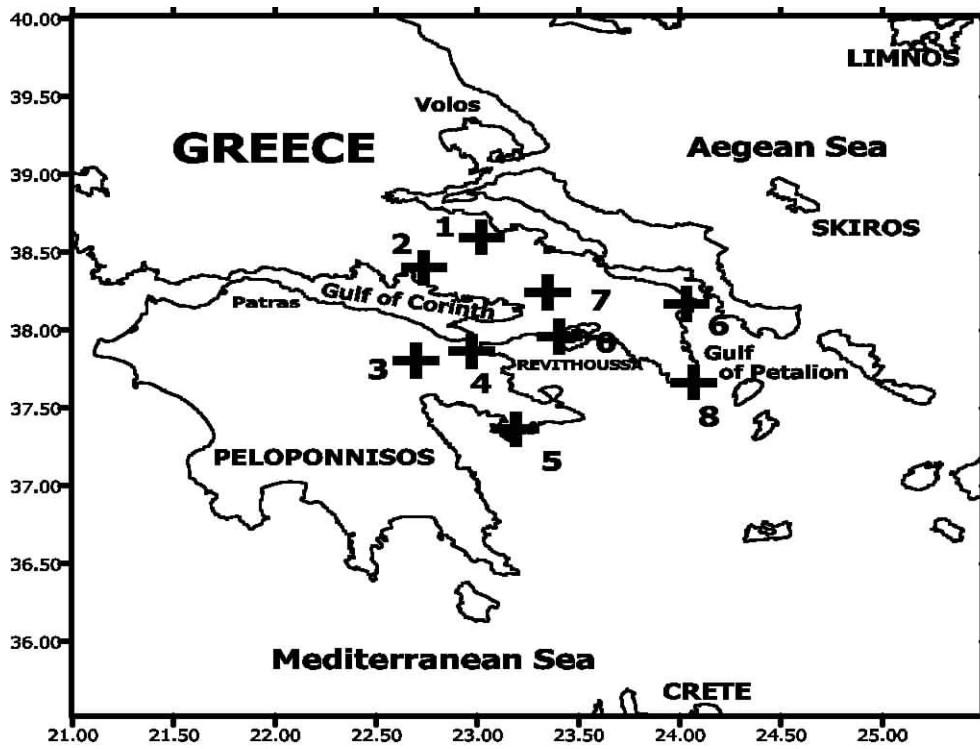 40.00
LIMNOS
39.50
Volos
GREECE
Aegean Sea
39.00
SKIROS
1
38.50
2
Gulf of Corinth
7
Patras
6
38.00
0
REVITHOUSSA
Gulf
of Petalion
3
4
37.50
8
PELOPONNISOS
5
37.00
36.50
36.00
Mediterranean Sea
CRETE
21.00 21.50 22.00 22.50 23.00 23.50 24.00 24.50 25.00